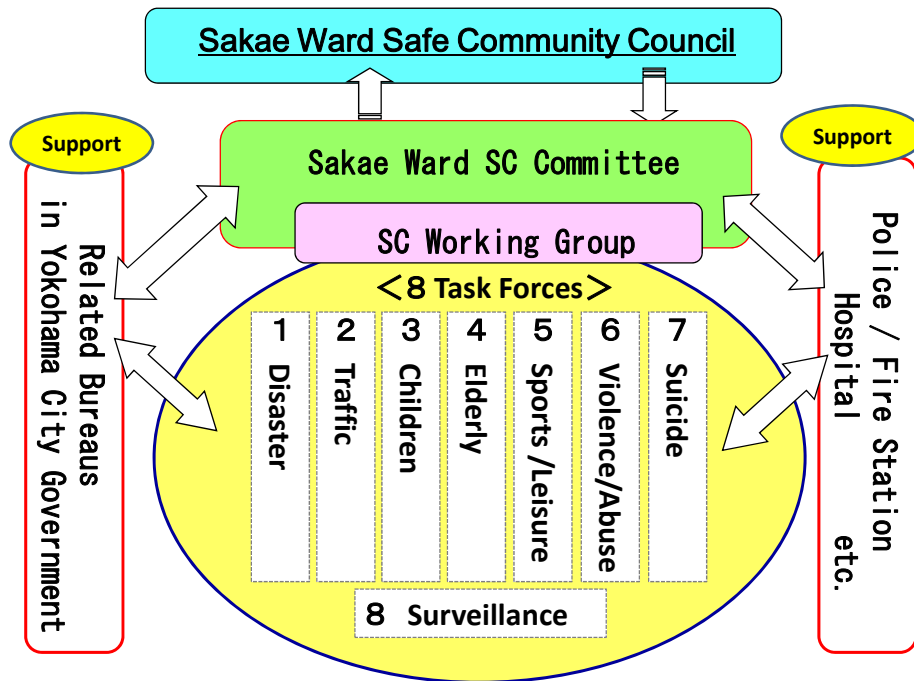 Sakae Ward Safe Community Council
Support
Support
Sakae Ward SC Committee
SC Working Group
Related Bureaus
in Yokohama City Government
Police / Fire Station
Hospital etc.
<８ Task Forces>
１ Disaster
２ Traffic
３ Children
４ Elderly
５ Sports /Leisure
６ Violence/Abuse
７ Suicide
８ Surveillance